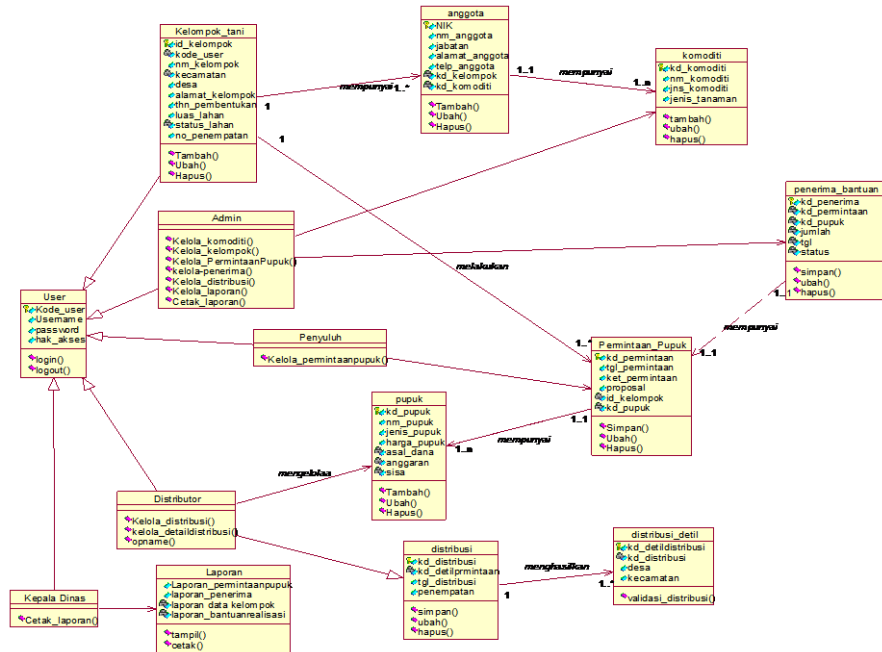 Kelompok_tani
id_kelompok
kode_user
nm_kelompok
kecamatan
desa
alamat_kelompok
thn_pembentukan
luas_lahan
status_lahan
no_penempatan
Tambah()
Ubah()
Hapus()
1
mempunyai
1..*
1
anggota
NIK
nm_anggota
jabatan
alamat_anggota
telp_anggota
kd_kelompok
kd_komoditi
Tambah()
Ubah()
Hapus()
1..1
mempunyai
1..n
komoditi
kd_komoditi
nm_komoditi
jns_komoditi
jenis_tanaman
tambah()
ubah()
hapus()
Admin
Kelola_komoditi()
Kelola_kelompok()
Kelola_PermintaanPupuk()
kelola-penerima()
Kelola_distribusi()
Kelola_laporan()
Cetak_laporan()
melakukan
1..*
penerima_bantuan
kd_penerima
kd_permintaan
kd_pupuk
jumlah
tgl
status
simpan()
ubah()
hapus()
1..1
mempunyai
1..1
User
Kode_user
Username
password
hak_akses
login()
logout()
Penyuluh
Kelola_permintaanpupuk()
Permintaan_Pupuk
kd_permintaan
tgl_permintaan
ket_permintaan
proposal
id_kelompok
kd_pupuk
Simpan()
Ubah()
Hapus()
1..1
mempunyai
1..n
pupuk
kd_pupuk
nm_pupuk
jenis_pupuk
harga_pupuk
asal_dana
anggaran
sisa
Tambah()
Ubah()
Hapus()
Distributor
Kelola_distribusi()
kelola_detaildistribusi()
opname()
distribusi
kd_distribusi
kd_detilprmintaan
tgl_distribusi
penempatan
simpan()
ubah()
hapus()
1
menghasilkan
1..*
distribusi_detil
kd_detildistribusi
kd_distribusi
desa
kecamatan
validasi_distribusi()
Kepala Dinas
Cetak_laporan()
Laporan
Laporan_permintaanpupuk
laporan_penerima
laporan data kelompok
laporan_bantuanrealisasi
tampil()
cetak()